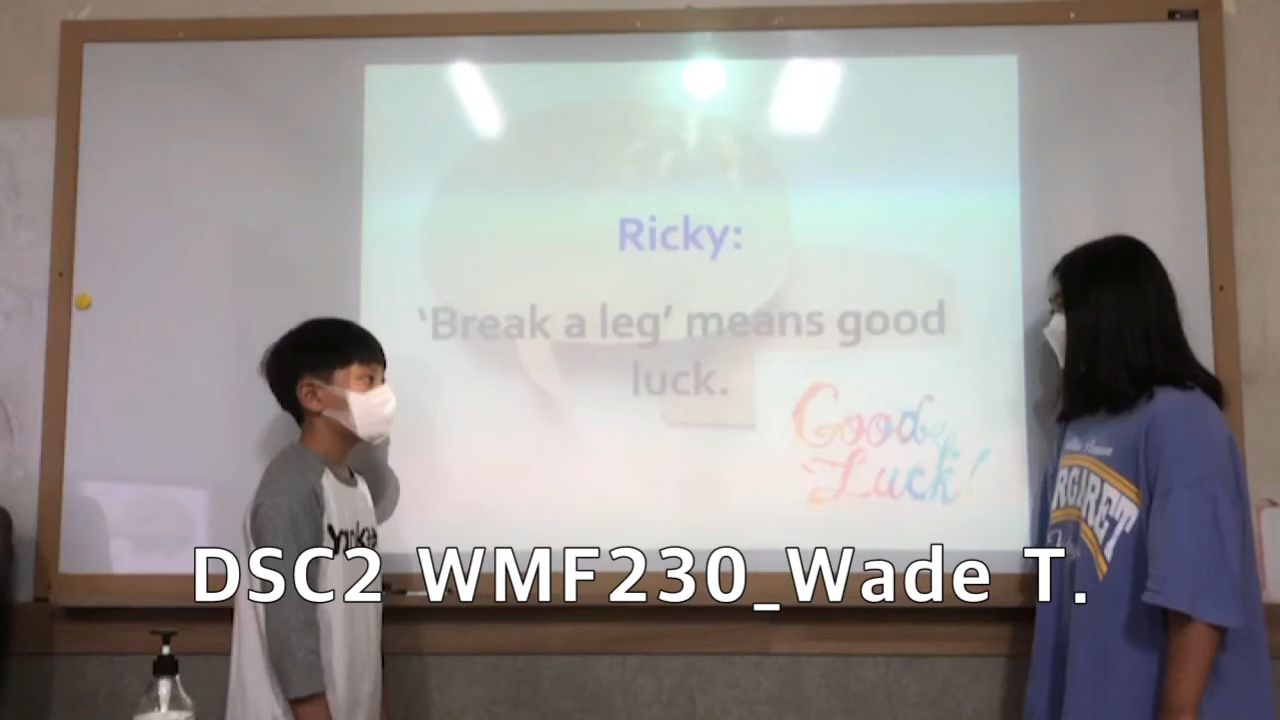 Ricky:
‘Break a leg’ means good
luck.
Good
Luck!
DSC2 WMF230_Wade T.